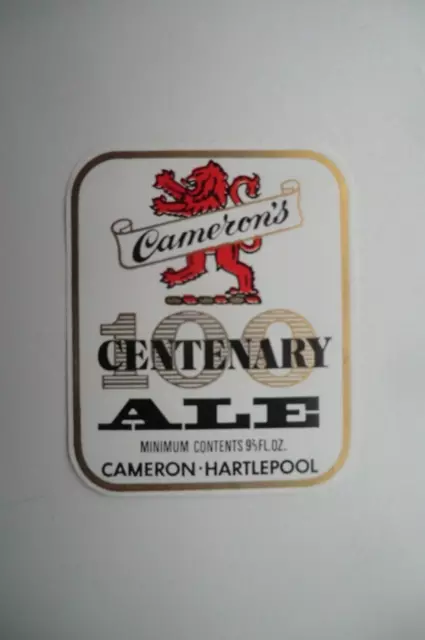 Cameron's
100
CENTENARY
ALE
MINIMUM CONTENTS 9⅔ FL.OZ.
CAMERON·HARTLEPOOL